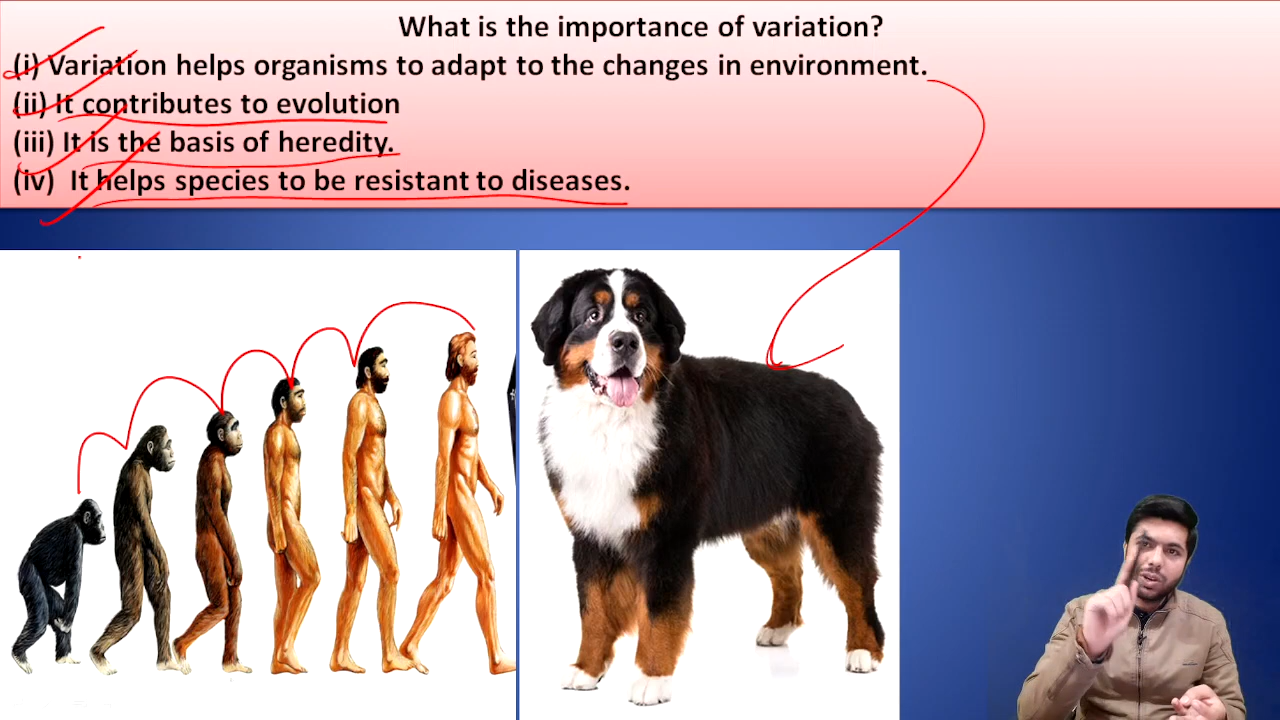 What is the importance of variation?
(i) Variation helps organisms to adapt to the changes in environment.
(ii) It contributes to evolution
(iii) It is the basis of heredity.
(iv) It helps species to be resistant to diseases.